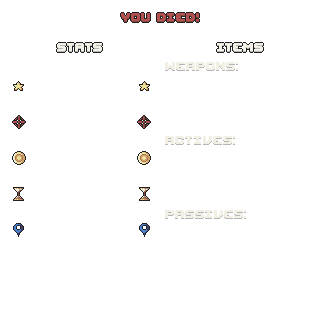 YOU DIED!
STATS
ITEMS
WEAPONS:
ACTIVES:
PASSIVES: